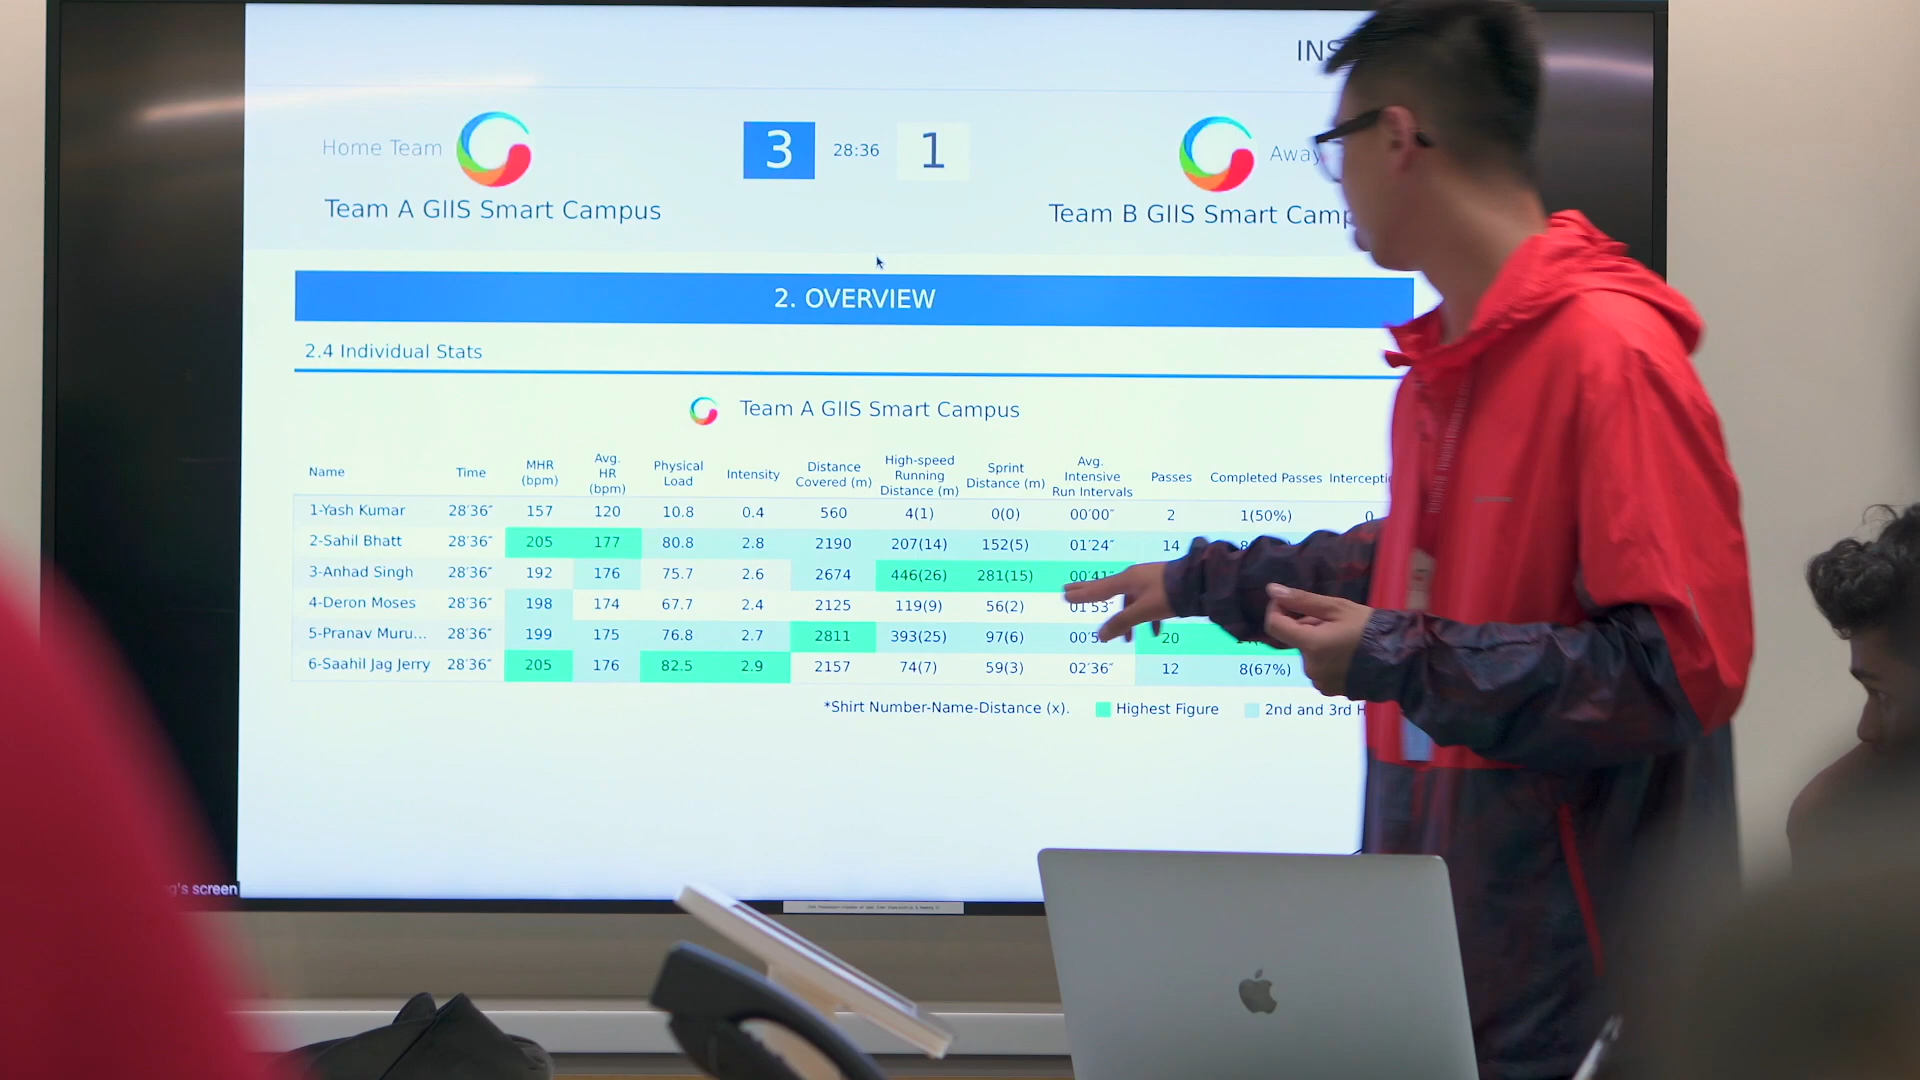 Home Team
3
28:36
1
Away
Team A GIIS Smart Campus
Team B GIIS Smart
2. OVERVIEW
2.4 Individual Stats
Team A GIIS Smart Campus
Name Time MHR (bpm) Avg. HR (bpm) Physical Load Intensity Distance Covered (m) High-speed Running Distance (m) Sprint Distance (m) Avg. Intensive Run Intervals Passes Completed Passes
1-Yash Kumar 28'36" 157 120 10.8 0.4 560 4(1) 0(0) 00'00" 2 1(50%) 0
2-Sahil Bhatt 28'36" 205 177 80.8 2.8 2190 207(14) 152(5) 01'24" 14
3-Anhad Singh 28'36" 192 176 75.7 2.6 2674 446(26) 281(15) 00'41"
4-Deron Moses 28'36" 198 174 67.7 2.4 2125 119(9) 56(2) 01'53"
5-Pranav Muru... 28'36" 199 175 76.8 2.7 2811 393(25) 97(6) 20
6-Saahil Jag Jerry 28'36" 205 176 82.5 2.9 2157 74(7) 59(3) 02'36" 12 8(67%)
*Shirt Number-Name-Distance (x). Highest Figure 2nd and 3rd
screen